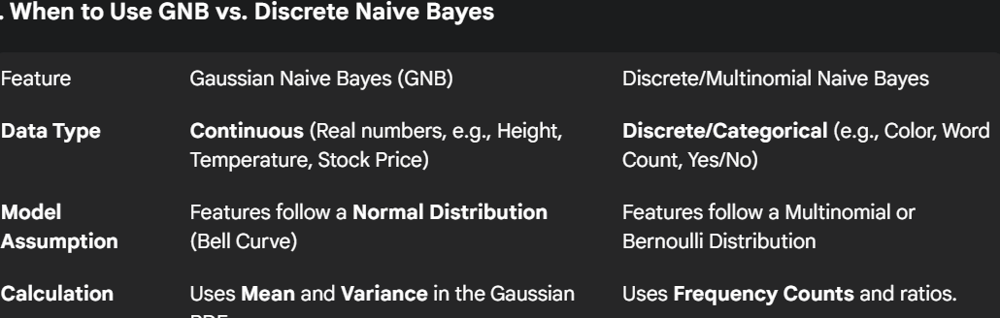 . When to Use GNB vs. Discrete Naive Bayes
Feature Gaussian Naive Bayes (GNB) Discrete/Multinomial Naive Bayes
Data Type Continuous (Real numbers, e.g., Height, Discrete/Categorical (e.g., Color, Word
Temperature, Stock Price) Count, Yes/No)
Model Features follow a Normal Distribution Features follow a Multinomial or
Assumption (Bell Curve) Bernoulli Distribution
Calculation Uses Mean and Variance in the Gaussian Uses Frequency Counts and ratios.